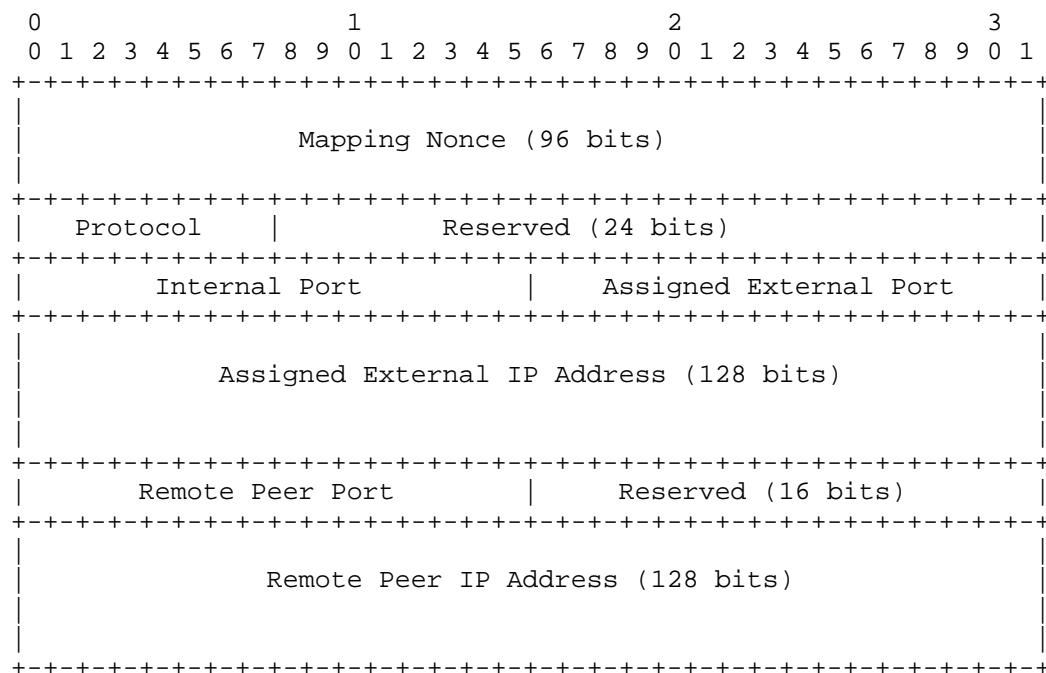 0                   1                   2                   3
 0 1 2 3 4 5 6 7 8 9 0 1 2 3 4 5 6 7 8 9 0 1 2 3 4 5 6 7 8 9 0 1
+-+-+-+-+-+-+-+-+-+-+-+-+-+-+-+-+-+-+-+-+-+-+-+-+-+-+-+-+-+-+-+-+
|                                                               |
|                 Mapping Nonce (96 bits)                       |
|                                                               |
+-+-+-+-+-+-+-+-+-+-+-+-+-+-+-+-+-+-+-+-+-+-+-+-+-+-+-+-+-+-+-+-+
|   Protocol    |          Reserved (24 bits)                   |
+-+-+-+-+-+-+-+-+-+-+-+-+-+-+-+-+-+-+-+-+-+-+-+-+-+-+-+-+-+-+-+-+
|        Internal Port          |    Assigned External Port     |
+-+-+-+-+-+-+-+-+-+-+-+-+-+-+-+-+-+-+-+-+-+-+-+-+-+-+-+-+-+-+-+-+
|                                                               |
|            Assigned External IP Address (128 bits)            |
|                                                               |
|                                                               |
+-+-+-+-+-+-+-+-+-+-+-+-+-+-+-+-+-+-+-+-+-+-+-+-+-+-+-+-+-+-+-+-+
|       Remote Peer Port        |     Reserved (16 bits)        |
+-+-+-+-+-+-+-+-+-+-+-+-+-+-+-+-+-+-+-+-+-+-+-+-+-+-+-+-+-+-+-+-+
|                                                               |
|               Remote Peer IP Address (128 bits)               |
|                                                               |
|                                                               |
+-+-+-+-+-+-+-+-+-+-+-+-+-+-+-+-+-+-+-+-+-+-+-+-+-+-+-+-+-+-+-+-+